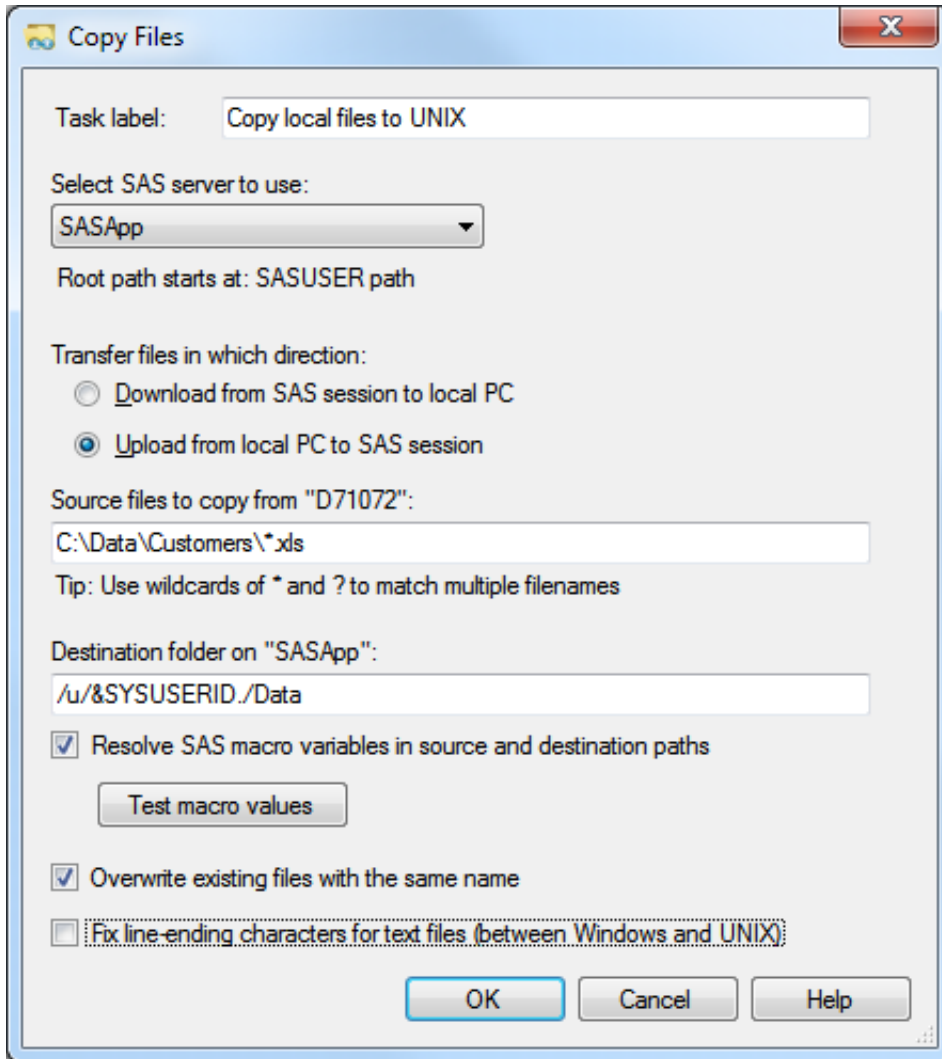 Copy Files
Task label: Copy local files to UNIX
Select SAS server to use:
SASApp
Root path starts at: SASUSER path
Transfer files in which direction:
Download from SAS session to local PC
Upload from local PC to SAS session
Source files to copy from "D71072":
C:\Data\Customers\*.xls
Tip: Use wildcards of * and ? to match multiple filenames
Destination folder on "SASApp":
/u/&SYSUSERID./Data
Resolve SAS macro variables in source and destination paths
Test macro values
Overwrite existing files with the same name
Fix line-ending characters for text files (between Windows and UNIX)
OK Cancel Help